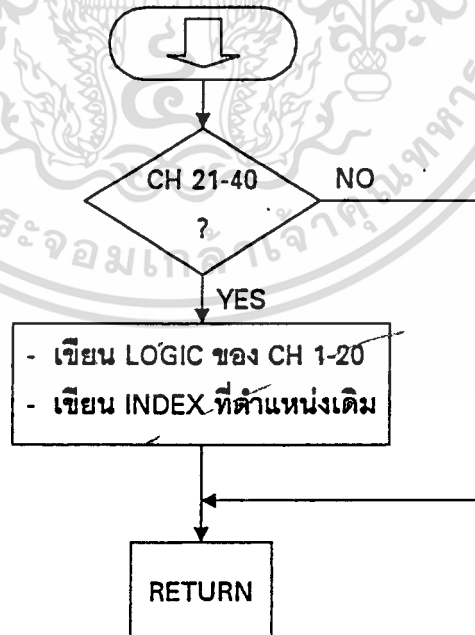 CH 21-40
?
NO
YES
- เขียน LOGIC ของ CH 1-20
- เขียน INDEX ที่ตำแหน่งเดิม
RETURN